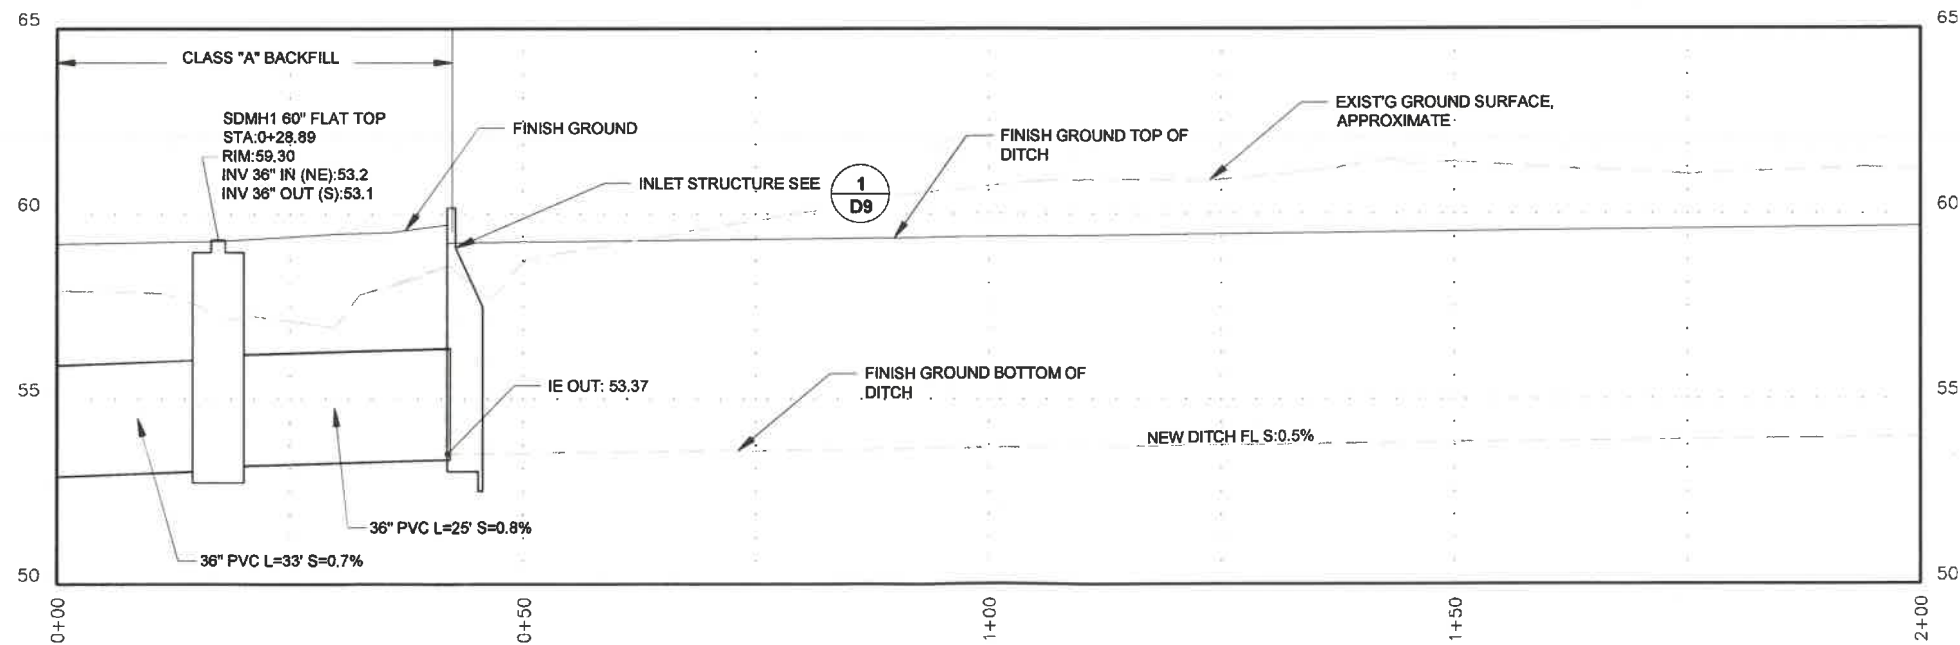 65
65
CLASS "A" BACKFILL
SDMH1 60" FLAT TOP
STA:0+28.89
RIM:59.30
INV 36" IN (NE):53.2
INV 36" OUT (S):53.1
FINISH GROUND
INLET STRUCTURE SEE
1
D9
FINISH GROUND TOP OF
DITCH
EXIST'G GROUND SURFACE,
APPROXIMATE
60
60
55
55
IE OUT: 53.37
FINISH GROUND BOTTOM OF
DITCH
NEW DITCH FL S:0.5%
36" PVC L=25' S=0.8%
36" PVC L=33' S=0.7%
50
50
0+00
0+50
1+00
1+50
2+00